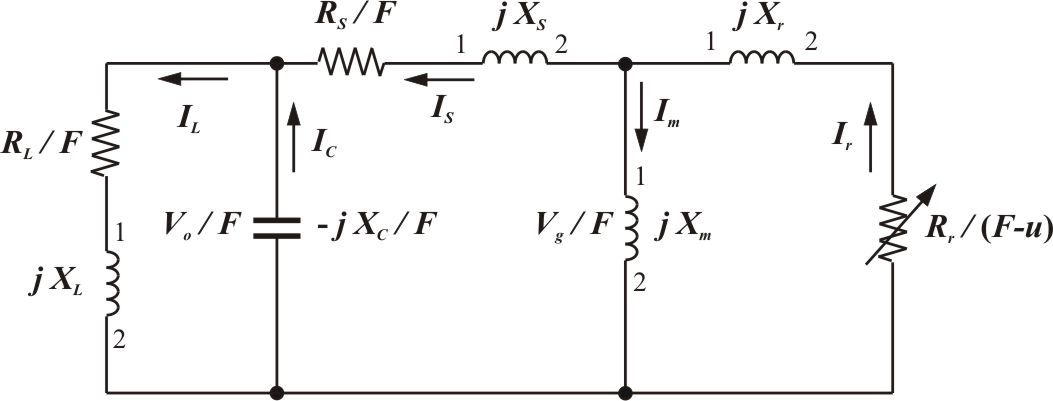 R_S / F
j X_S
j X_r
1
2
1
2
I_L
I_S
I_m
I_C
I_r
R_L / F
1
V_o / F
- j X_C / F
V_g / F
1
j X_m
R_r / (F-u)
j X_L
2
2